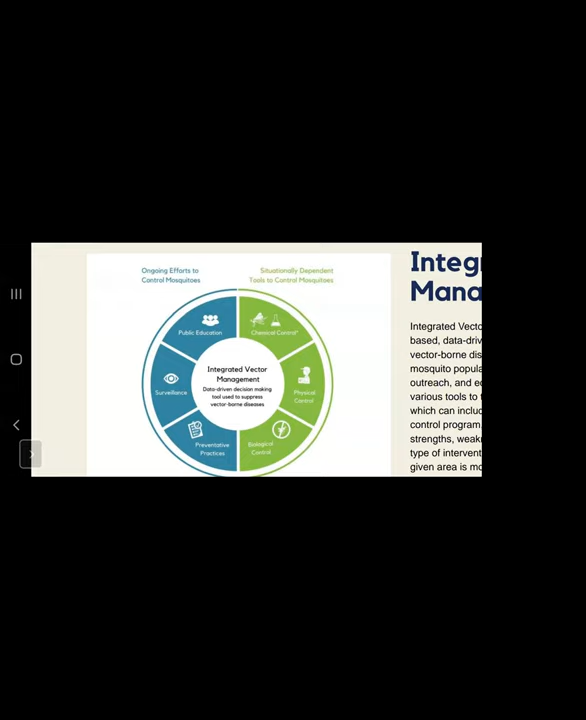 Ongoing Efforts to
Control Mosquitoes
Situationally Dependent
Tools to Control Mosquitoes
Public Education
Chemical Control*
Surveillance
Integrated Vector
Management
Data-driven decision making
tool used to suppress
vector-borne diseases
Physical
Control
Preventative
Practices
Biological
Control
Integ
Mana
Integrated Vecto
based, data-driv
vector-borne dis
mosquito popula
outreach, and e
various tools to
which can includ
control program.
strengths, weak
type of intervent
given area is mo